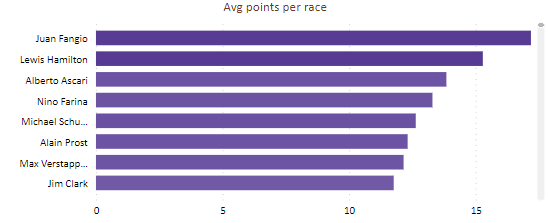 Avg points per race
Juan Fangio
Lewis Hamilton
Alberto Ascari
Nino Farina
Michael Schu...
Alain Prost
Max Verstapp...
Jim Clark
0 5 10 15